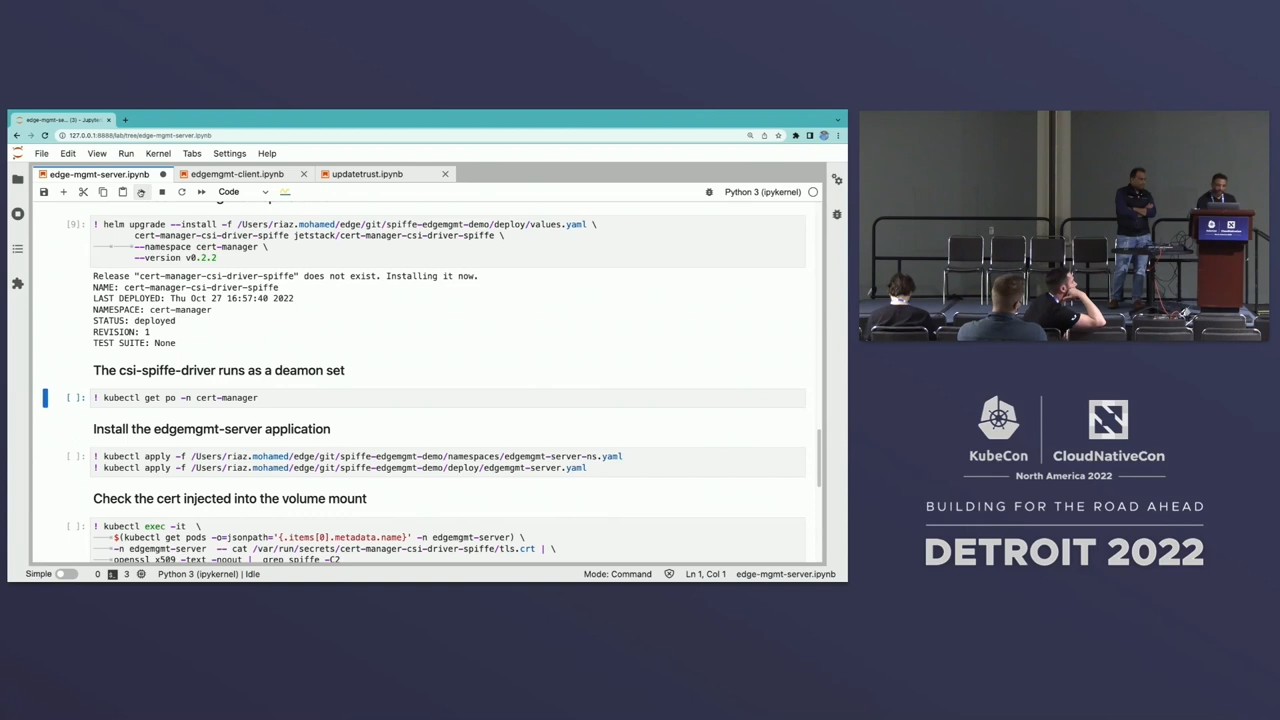 edge-mgmt-se... (3) - Jupyte
127.0.0.1:8888/lab/tree/edge-mgmt-server.ipynb
File Edit View Run Kernel Tabs Settings Help
edge-mgmt-server.ipynb
edgemgmt-client.ipynb
updatetrust.ipynb
Code
Python 3 (ipykernel)
[9]: ! helm upgrade --install -f /Users/riaz.mohamed/edge/git/spiffe-edgemgmt-demo/deploy/values.yaml \
cert-manager-csi-driver-spiffe jetstack/cert-manager-csi-driver-spiffe \
--namespace cert-manager \
--version v0.2.2
Release "cert-manager-csi-driver-spiffe" does not exist. Installing it now.
NAME: cert-manager-csi-driver-spiffe
LAST DEPLOYED: Thu Oct 27 16:57:40 2022
NAMESPACE: cert-manager
STATUS: deployed
REVISION: 1
TEST SUITE: None
The csi-spiffe-driver runs as a deamon set
[ ]: ! kubectl get po -n cert-manager
Install the edgemgmt-server application
[ ]: ! kubectl apply -f /Users/riaz.mohamed/edge/git/spiffe-edgemgmt-demo/namespaces/edgemgmt-server-ns.yaml
! kubectl apply -f /Users/riaz.mohamed/edge/git/spiffe-edgemgmt-demo/deploy/edgemgmt-server.yaml
Check the cert injected into the volume mount
[ ]: ! kubectl exec -it \
$(kubectl get pods -o=jsonpath='{.items[0].metadata.name}' -n edgemgmt-server) \
-n edgemgmt-server -- cat /var/run/secrets/cert-manager-csi-driver-spiffe/tls.crt | \
openssl x509 -text -noout | grep spiffe -C2
Simple 0 3 Python 3 (ipykernel) | Idle
Mode: Command Ln 1, Col 1 edge-mgmt-server.ipynb
KubeCon CloudNativeCon
North America 2022
BUILDING FOR THE ROAD AHEAD
DETROIT 2022